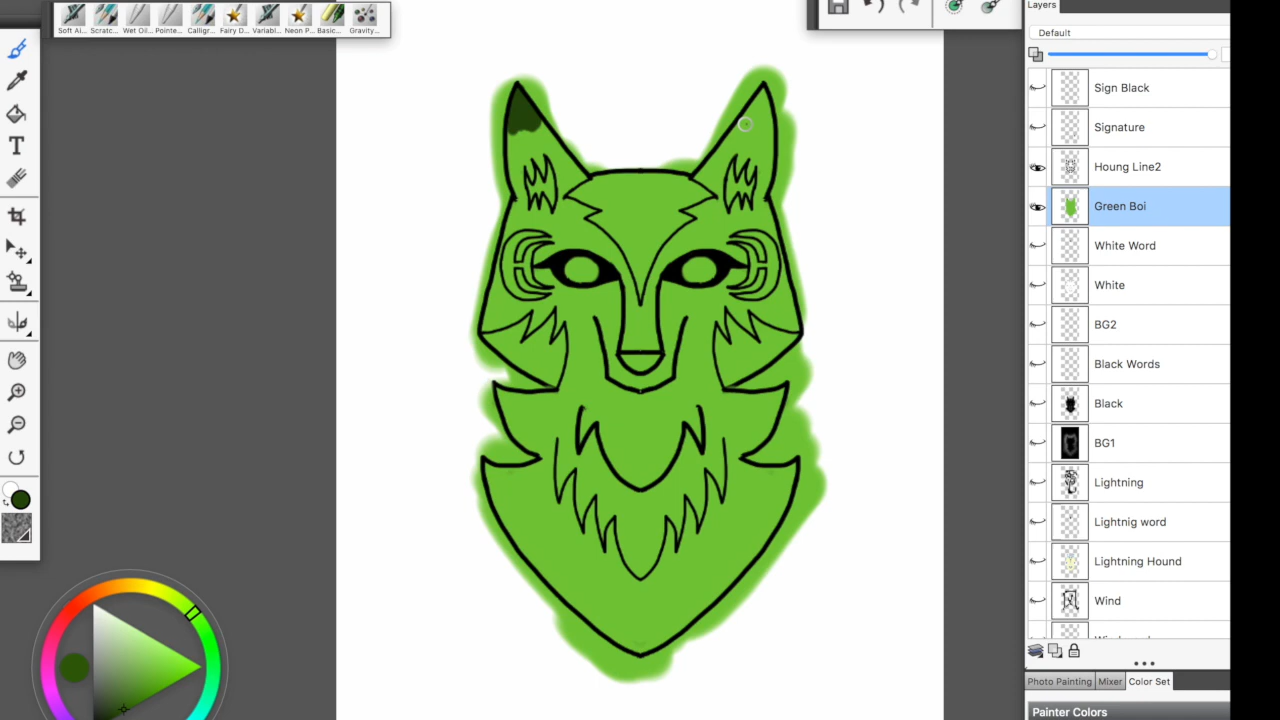 Soft Ai... Scratc... Wet Oil... Pointe... Calligr... Fairy D... Variabl... Neon P... Basic... Gravity...
Layers
Default
Sign Black
Signature
Houng Line2
Green Boi
White Word
White
BG2
Black Words
Black
BG1
Lightning
Lightnig word
Lightning Hound
Wind
Photo Painting Mixer Color Set
Painter Colors